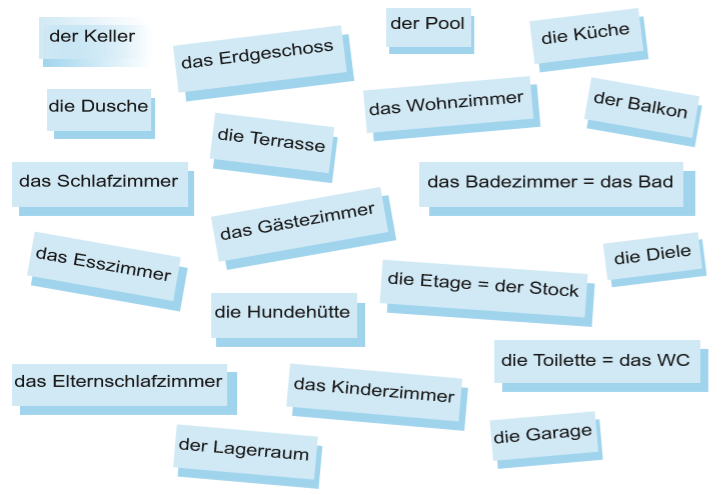 der Keller
das Erdgeschoss
der Pool
die Küche
die Dusche
die Terrasse
das Wohnzimmer
der Balkon
das Schlafzimmer
das Gästezimmer
das Badezimmer = das Bad
das Esszimmer
die Hundehütte
die Etage = der Stock
die Diele
das Elternschlafzimmer
das Kinderzimmer
die Toilette = das WC
der Lagerraum
die Garage